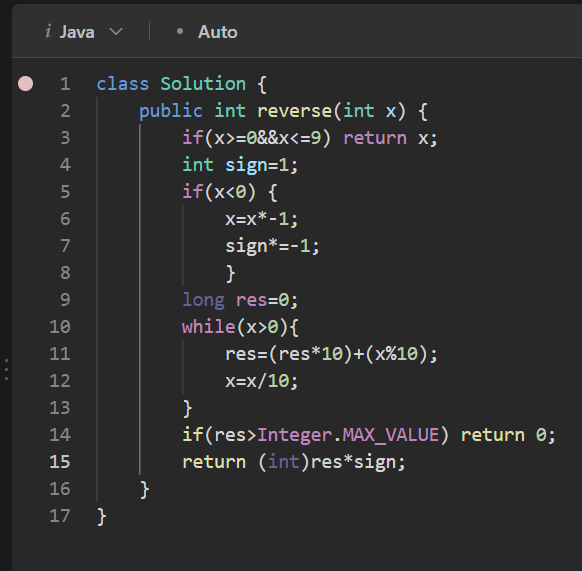 i Java Auto
1 class Solution {
2 public int reverse(int x) {
3 if(x>=0&&x<=9) return x;
4 int sign=1;
5 if(x<0) {
6 x=x*-1;
7 sign*=-1;
8 }
9 long res=0;
10 while(x>0){
11 res=(res*10)+(x%10);
12 x=x/10;
13 }
14 if(res>Integer.MAX_VALUE) return 0;
15 return (int)res*sign;
16 }
17 }